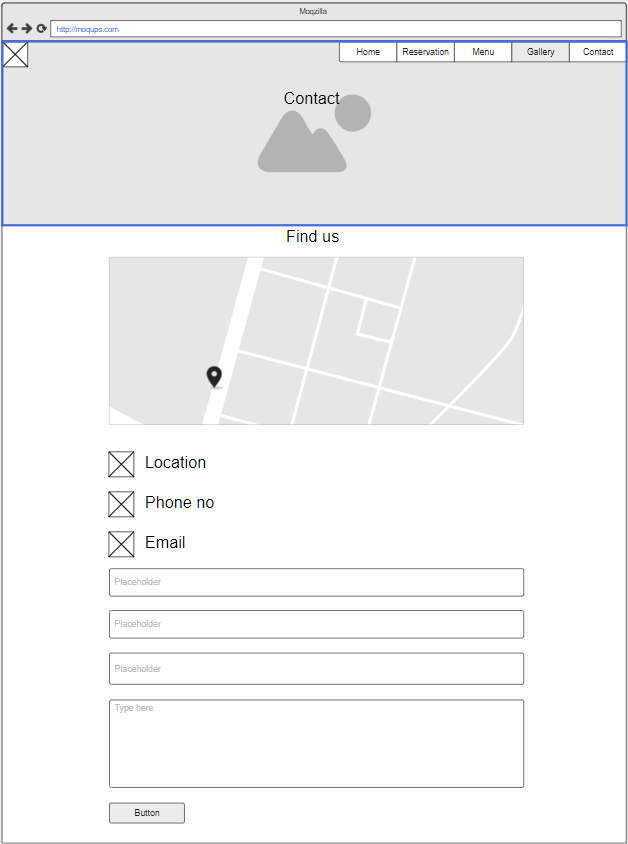 Moqzilla
http://moqups.com
Home Reservation Menu Gallery Contact
Contact
Find us
Location
Phone no
Email
Placeholder
Placeholder
Placeholder
Type here
Button